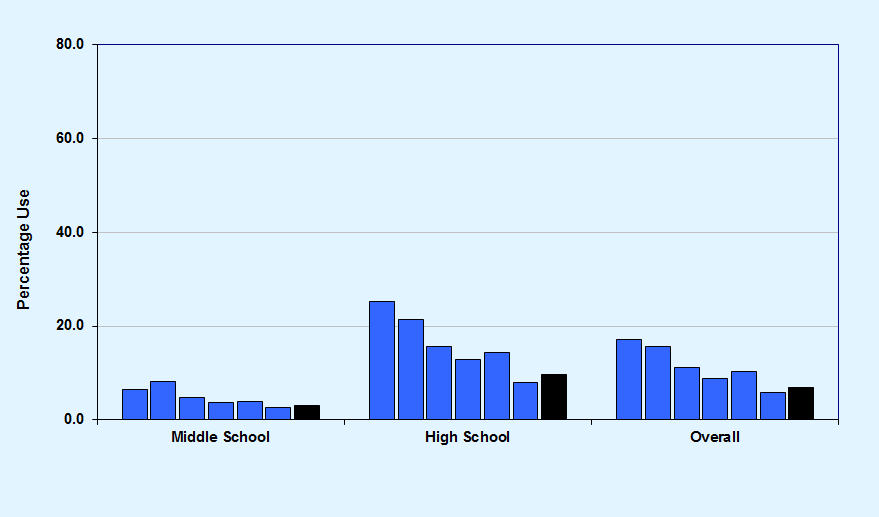 80.0
60.0
40.0
20.0
0.0
Percentage Use
Middle School
High School
Overall